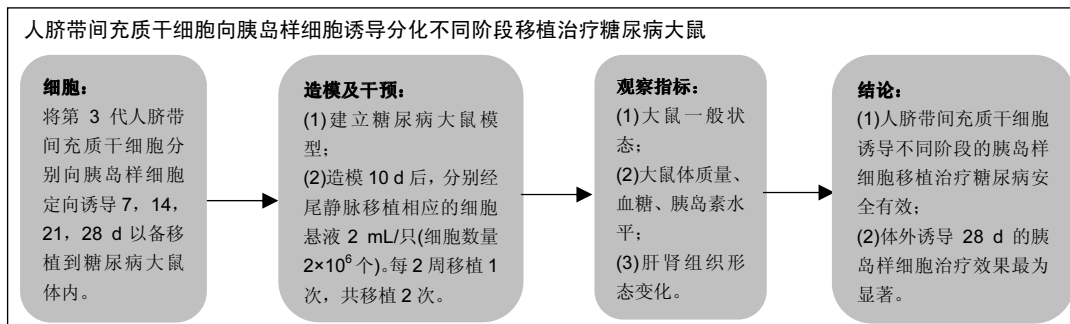 人脐带间充质干细胞向胰岛样细胞诱导分化不同阶段移植治疗糖尿病大鼠
细胞：
将第 3 代人脐带
间充质干细胞分
别向胰岛样细胞
定向诱导 7，14，
21，28 d 以备移
植到糖尿病大鼠
体内。
造模及干预：
(1)建立糖尿病大鼠模
型；
(2)造模 10 d 后，分别经
尾静脉移植相应的细胞
悬液 2 mL/只(细胞数量
2×10⁶ 个)。每 2 周移植 1
次，共移植 2 次。
观察指标：
(1)大鼠一般状
态；
(2)大鼠体质量、
血糖、胰岛素水
平；
(3)肝肾组织形
态变化。
结论：
(1)人脐带间充质干细胞
诱导不同阶段的胰岛样
细胞移植治疗糖尿病安
全有效；
(2)体外诱导 28 d 的胰
岛样细胞治疗效果最为
显著。